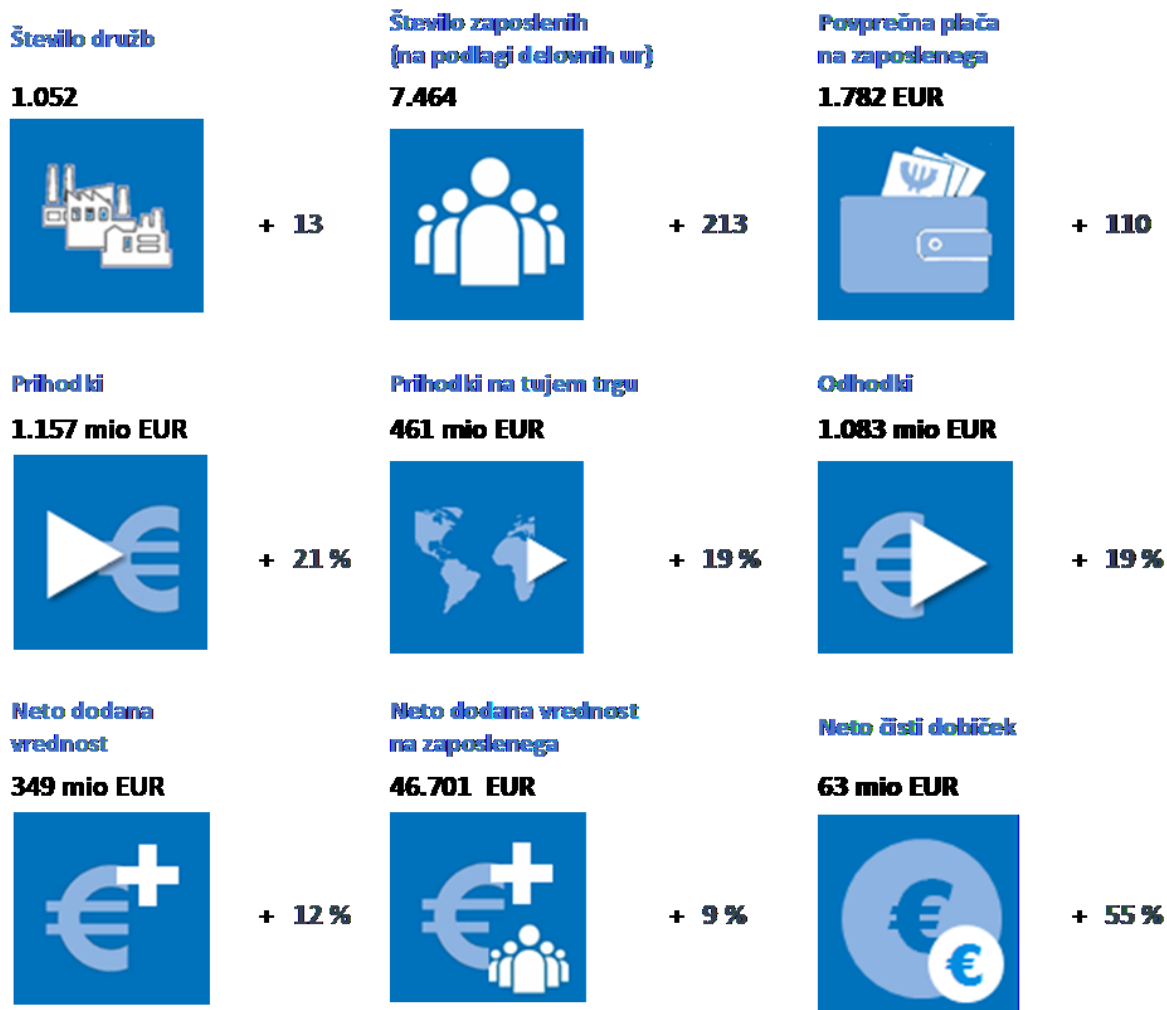 Število družb
1.052
+ 13
Število zaposlenih
(na podlagi delovnih ur)
7.464
+ 213
Povprečna plača
na zaposlenega
1.782 EUR
+ 110
Prihodki
1.157 mio EUR
+ 21 %
Prihodki na tujem trgu
461 mio EUR
+ 19 %
Odhodki
1.083 mio EUR
+ 19 %
Neto dodana
vrednost
349 mio EUR
+ 12 %
Neto dodana vrednost
na zaposlenega
46.701 EUR
+ 9 %
Neto čisti dobiček
63 mio EUR
+ 55 %